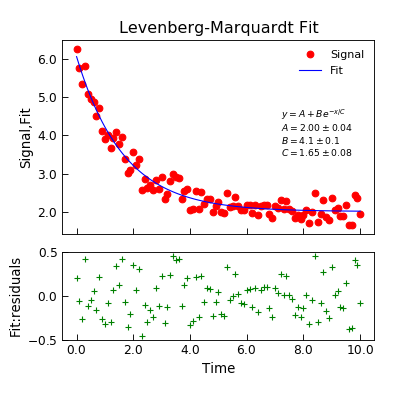 Levenberg-Marquardt Fit
Signal
Fit
y = A + Be^{-x/C}
A = 2.00 ± 0.04
B = 4.1 ± 0.1
C = 1.65 ± 0.08
Signal,Fit
6.0
5.0
4.0
3.0
2.0
Fit:residuals
0.5
0.0
−0.5
0.0 2.0 4.0 6.0 8.0 10.0
Time